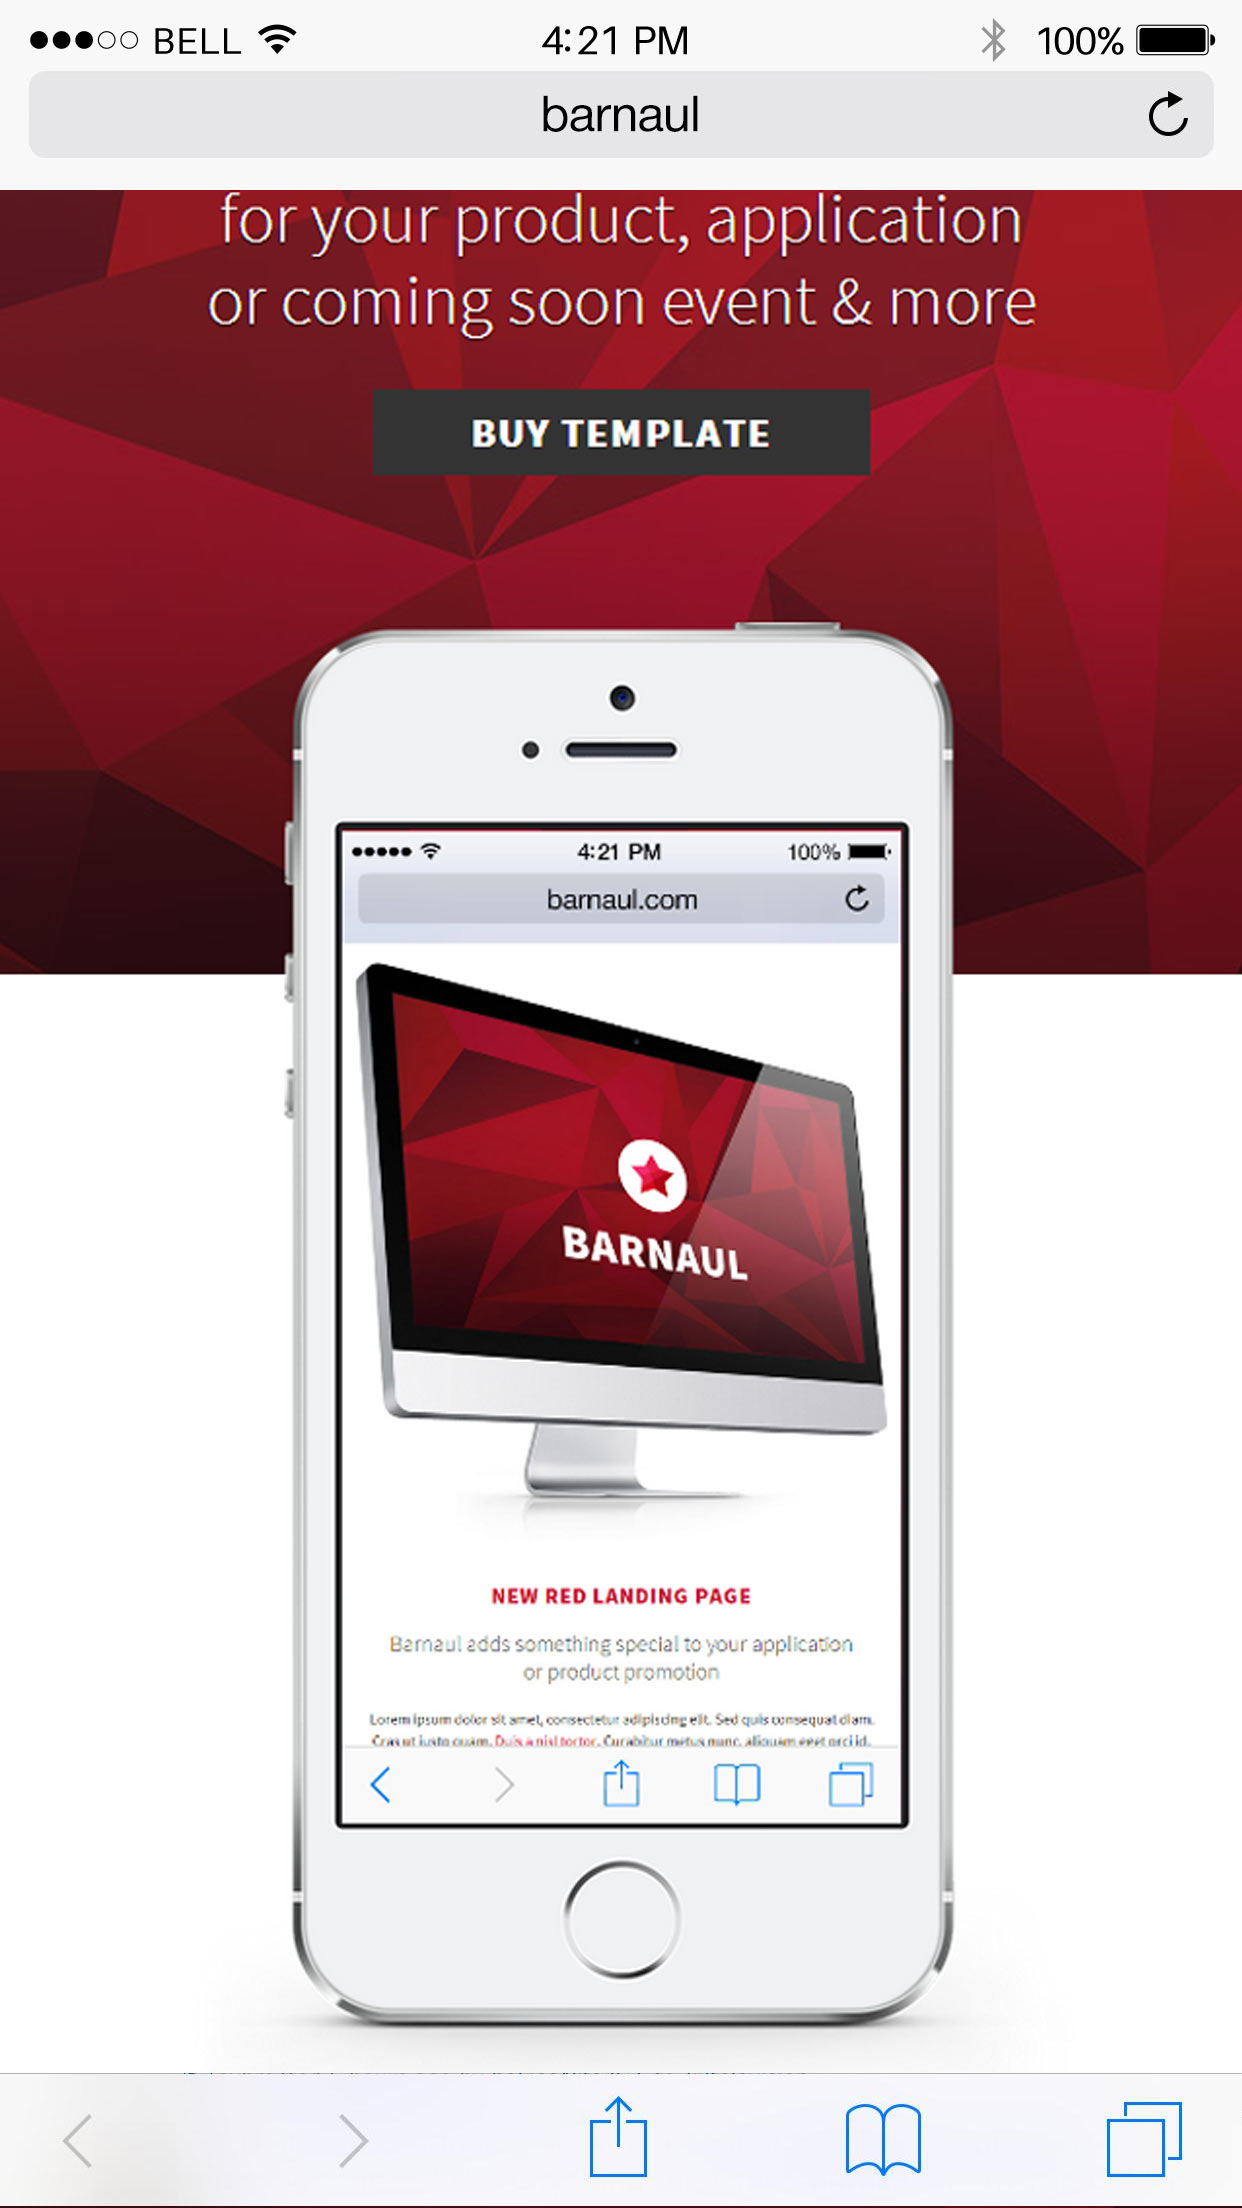 BELL 4:21 PM 100%
barnaul
for your product, application
or coming soon event & more
BUY TEMPLATE
4:21 PM 100%
barnaul.com
BARNAUL
NEW RED LANDING PAGE
Barnaul adds something special to your application
or product promotion
Lorem ipsum dolor sit amet, consectetur adipiscing elit. Sed quis consequat diam.
Cras ut justo quam. Duis a nisl tortor. Curabitur metus nunc, aliquam eget orci id,